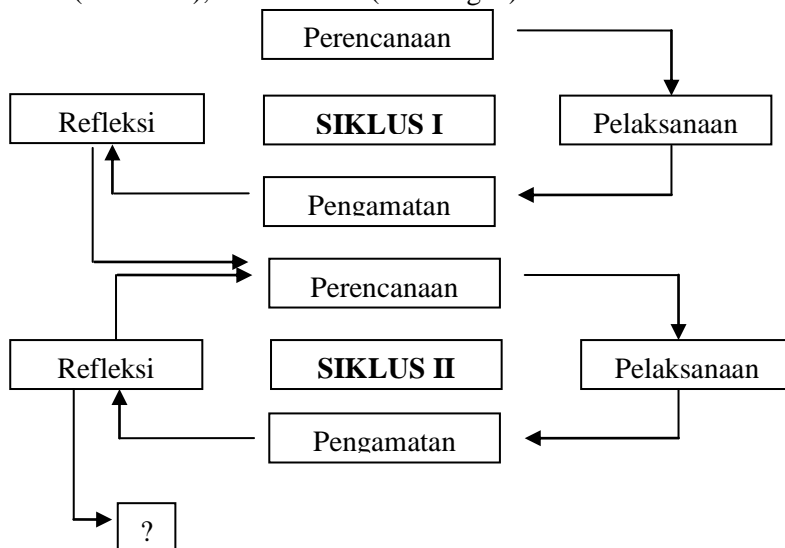 Perencanaan
Refleksi
SIKLUS I
Pelaksanaan
Pengamatan
Perencanaan
Refleksi
SIKLUS II
Pelaksanaan
Pengamatan
?